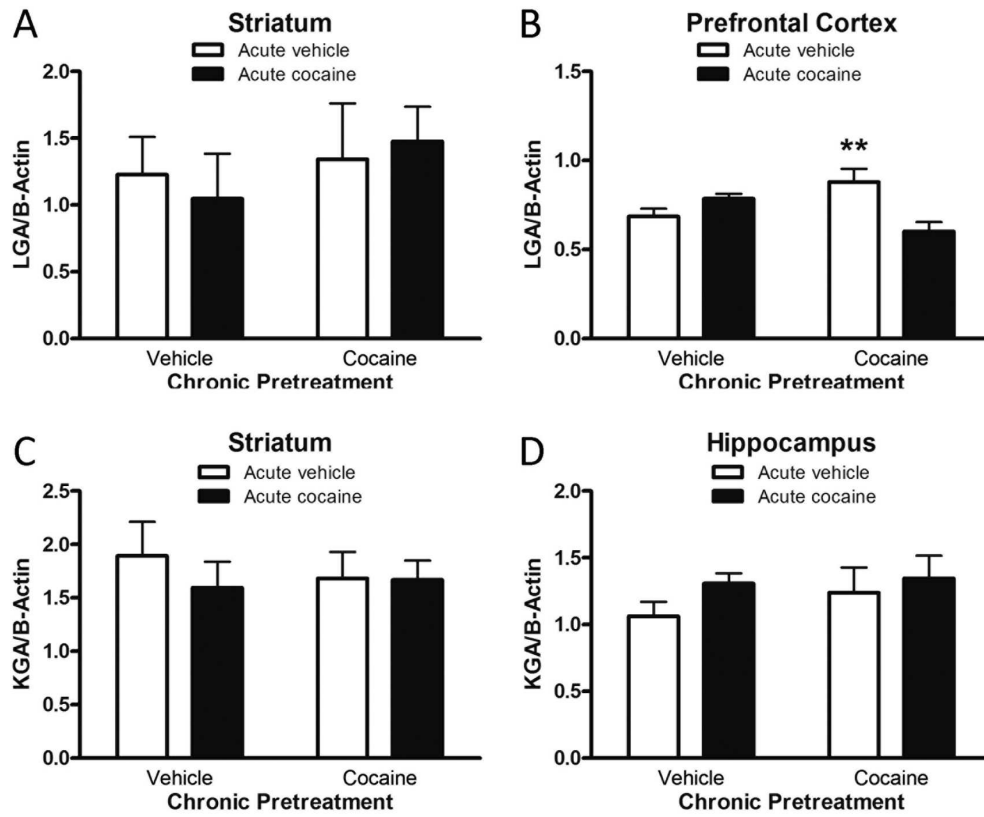 A
Striatum
Acute vehicle
Acute cocaine
LGA/B-Actin
2.0
1.5
1.0
0.5
0.0
Vehicle
Cocaine
Chronic Pretreatment
B
Prefrontal Cortex
Acute vehicle
Acute cocaine
LGA/B-Actin
1.5
1.0
0.5
0.0
**
Vehicle
Cocaine
Chronic Pretreatment
C
Striatum
Acute vehicle
Acute cocaine
KGA/B-Actin
2.5
2.0
1.5
1.0
0.5
0.0
Vehicle
Cocaine
Chronic Pretreatment
D
Hippocampus
Acute vehicle
Acute cocaine
KGA/B-Actin
2.0
1.5
1.0
0.5
0.0
Vehicle
Cocaine
Chronic Pretreatment